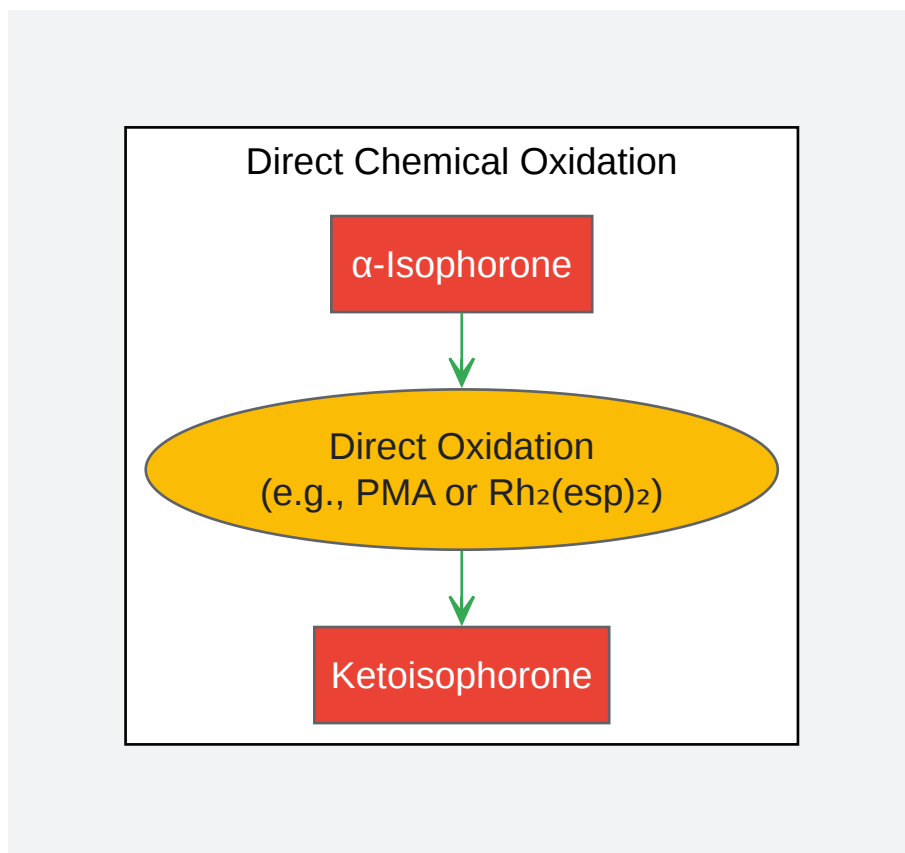 Direct Chemical Oxidation
α-Isophorone
Direct Oxidation
(e.g., PMA or Rh₂(esp)₂)
Ketoisophorone